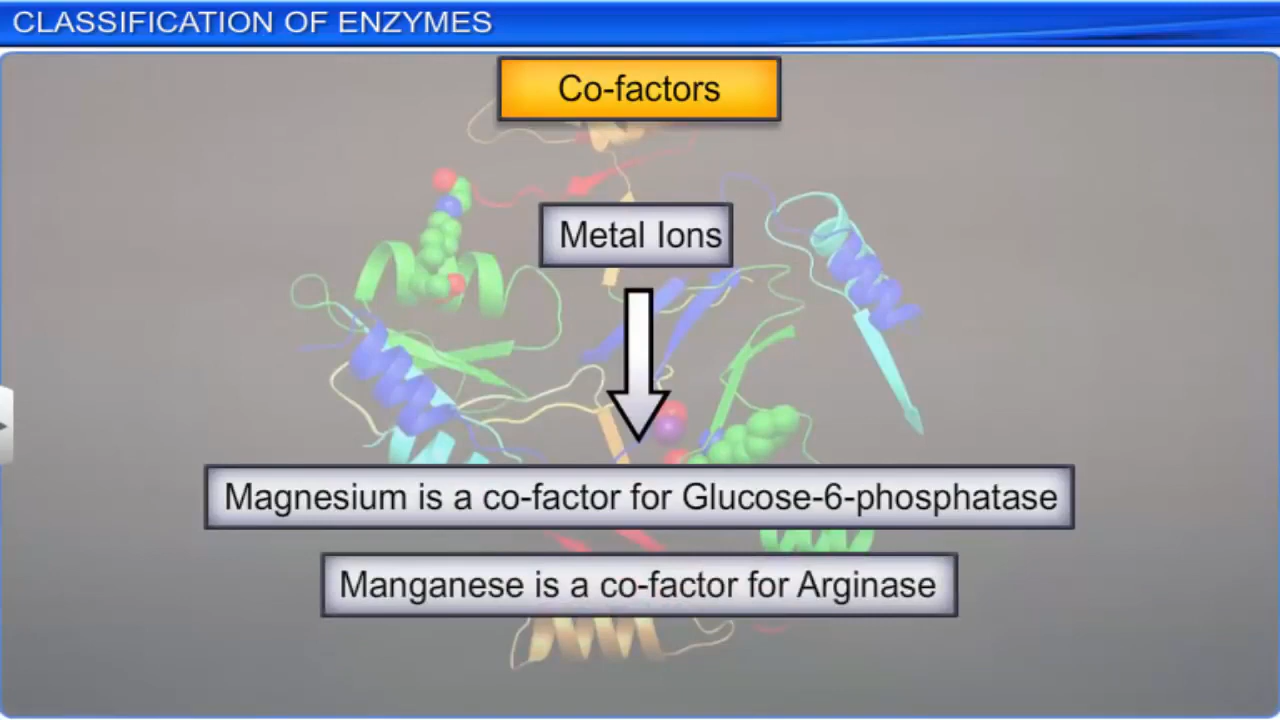 CLASSIFICATION OF ENZYMES
Co-factors
Metal Ions
Magnesium is a co-factor for Glucose-6-phosphatase
Manganese is a co-factor for Arginase